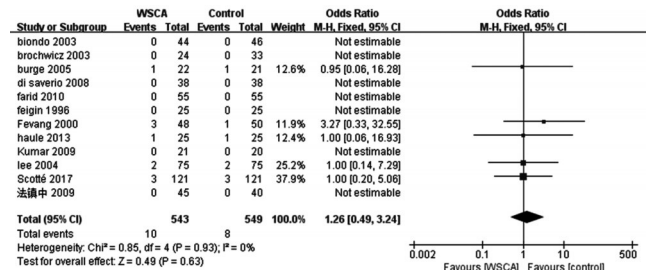 WSCA Control Odds Ratio Odds Ratio
Study or Subgroup Events Total Events Total Weight M-H, Fixed, 95% CI M-H, Fixed, 95% CI
biondo 2003 0 44 0 46 Not estimable
brochwicz 2003 0 24 0 33 Not estimable
burge 2005 1 22 1 21 12.6% 0.95 [0.06, 16.28]
di saverio 2008 0 38 0 38 Not estimable
farid 2010 0 55 0 55 Not estimable
feigin 1996 0 25 0 25 Not estimable
Fevang 2000 3 48 1 50 11.9% 3.27 [0.33, 32.55]
haule 2013 1 25 1 25 12.4% 1.00 [0.06, 16.93]
Kumar 2009 0 21 0 20 Not estimable
lee 2004 2 75 2 75 25.2% 1.00 [0.14, 7.29]
Scotté 2017 3 121 3 121 37.9% 1.00 [0.20, 5.06]
法镇中 2009 0 45 0 40 Not estimable
Total (95% CI) 543 549 100.0% 1.26 [0.49, 3.24]
Total events 10 8
Heterogeneity: Chi² = 0.85, df = 4 (P = 0.93); I² = 0%
Test for overall effect: Z = 0.49 (P = 0.63)
0.002 0.1 1 10 500
Favours [WSCA] Favours [control]